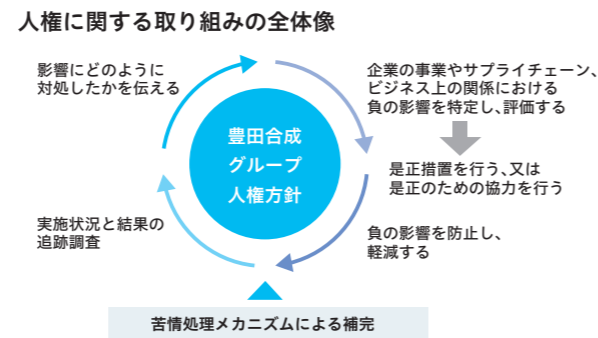 人権に関する取り組みの全体像
影響にどのように
対処したかを伝える
企業の事業やサプライチェーン、
ビジネス上の関係における
負の影響を特定し、評価する
豊田合成
グループ
人権方針
是正措置を行う、又は
是正のための協力を行う
実施状況と結果の
追跡調査
負の影響を防止し、
軽減する
苦情処理メカニズムによる補完